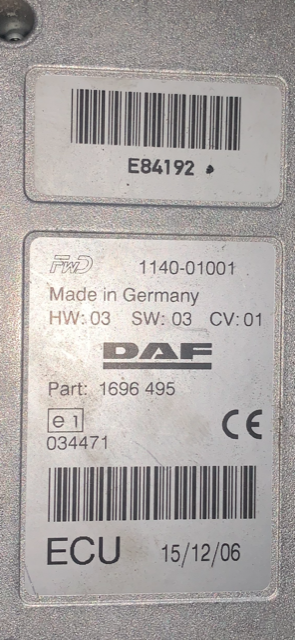 E84192
FWD 1140-01001
Made in Germany
HW: 03 SW: 03 CV: 01
DAF
Part: 1696 495
e1
CE
034471
ECU 15/12/06